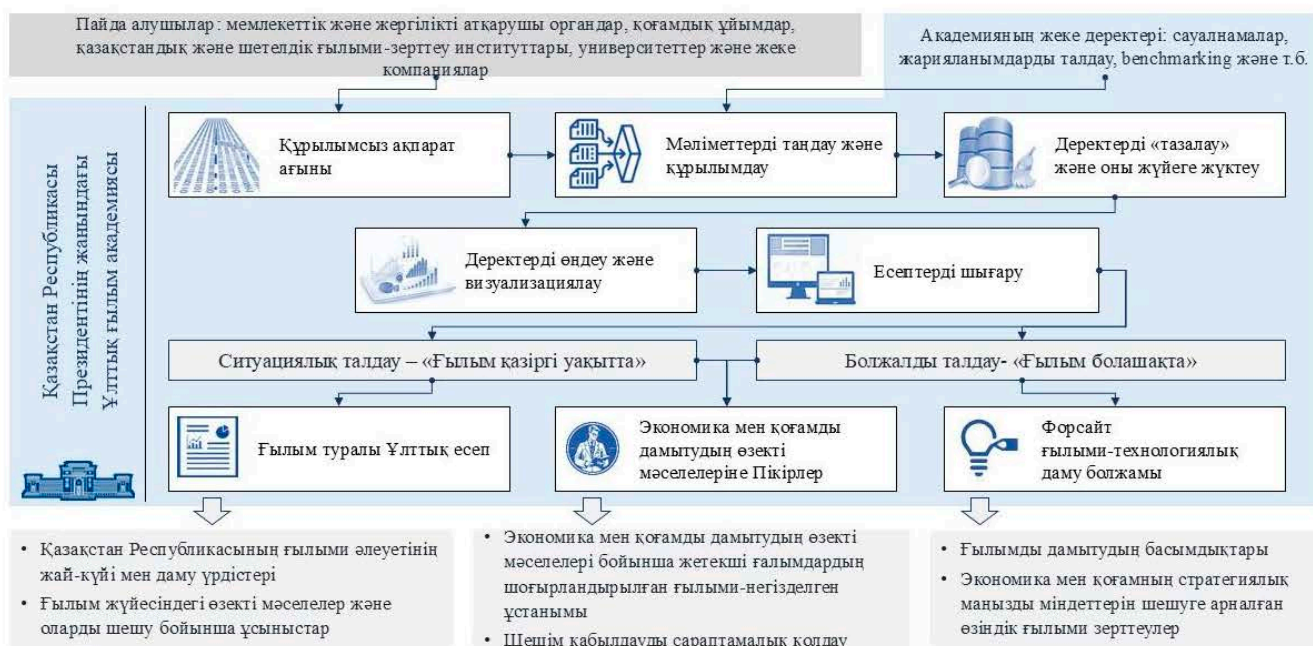 Пайда алушылар: мемлекеттік және жергілікті атқарушы органдар, қоғамдық ұйымдар,
қазақстандық және шетелдік ғылыми-зерттеу институттары, университеттер және жеке
компаниялар
Академияның жеке деректері: сауалнамалар,
жарияланымдарды талдау, benchmarking және т.б.
Қазақстан Республикасы
Президентінің жанындағы
Ұлттық ғылым академиясы
Құрылымсыз ақпарат
ағыны
Мәліметтерді таңдау және
құрылымдау
Деректерді «тазалау»
және оны жүйеге жүктеу
Деректерді өңдеу және
визуализациялау
Есептерді шығару
Ситуациялық талдау – «Ғылым қазіргі уақытта»
Болжалды талдау- «Ғылым болашақта»
Ғылым туралы Ұлттық есеп
Экономика мен қоғамды
дамытудың өзекті
мәселелеріне Пікірлер
Форсайт
ғылыми-технологиялық
даму болжамы
• Қазақстан Республикасының ғылыми әлеуетінің
жай-күйі мен даму үрдістері
• Ғылым жүйесіндегі өзекті мәселелер және
оларды шешу бойынша ұсыныстар
• Экономика мен қоғамды дамытудың өзекті
мәселелері бойынша жетекші ғалымдардың
шоғырландырылған ғылыми-негізделген
ұстанымы
• Шешім қабылдауды сараптамалық қолдау
• Ғылымды дамытудың басымдықтары
• Экономика мен қоғамның стратегиялық
маңызды міндеттерін шешуге арналған
өзіндік ғылыми зерттеулер